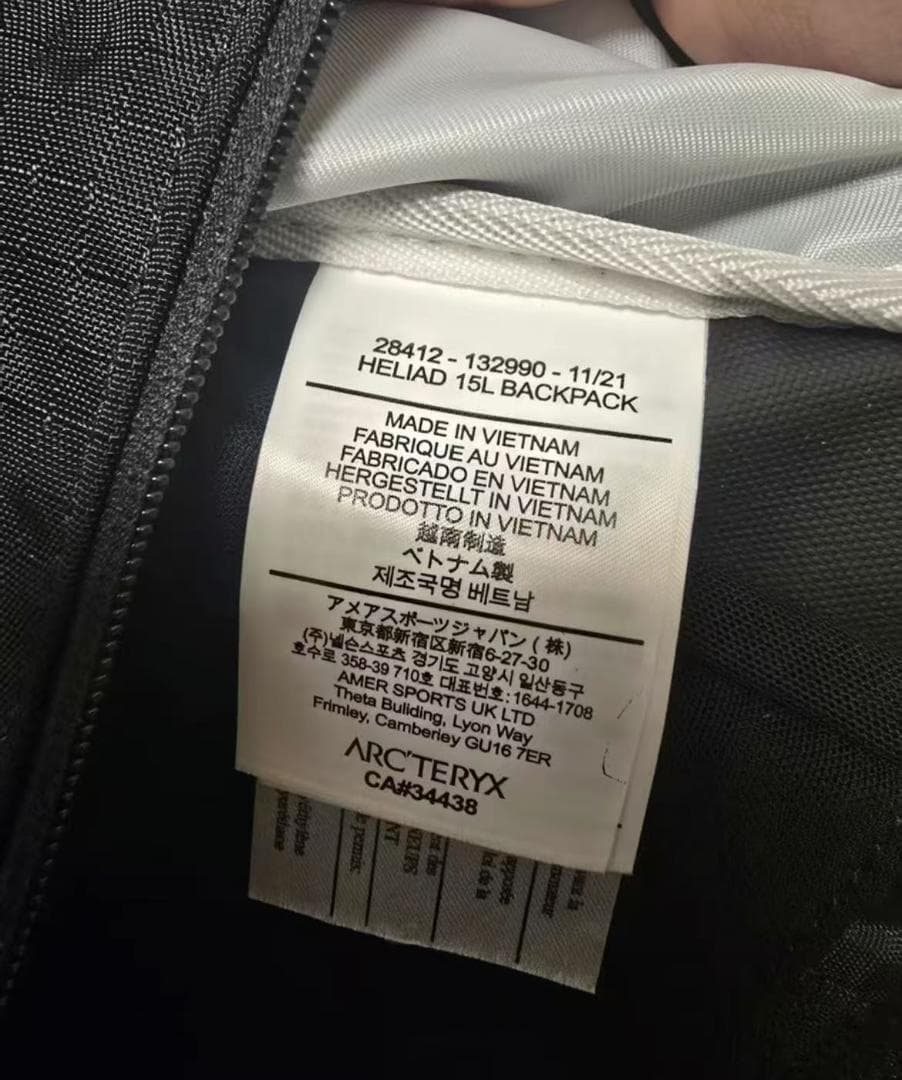 28412 - 132990 - 11/21
HELIAD 15L BACKPACK
MADE IN VIETNAM
FABRIQUE AU VIETNAM
FABRICADO EN VIETNAM
HERGESTELLT IN VIETNAM
PRODOTTO IN VIETNAM
越南制造
ベトナム製
제조국명 베트남
アメアスポーツジャパン ( 株)
東京都新宿区新宿6-27-30
(주)넬슨스포츠 경기도 고양시 일산동구
호수로 358-39 710호 대표번호: 1644-1708
AMER SPORTS UK LTD
Theta Buliding, Lyon Way
Frimley, Camberley GU16 7ER
ARC'TERYX
CA#34438